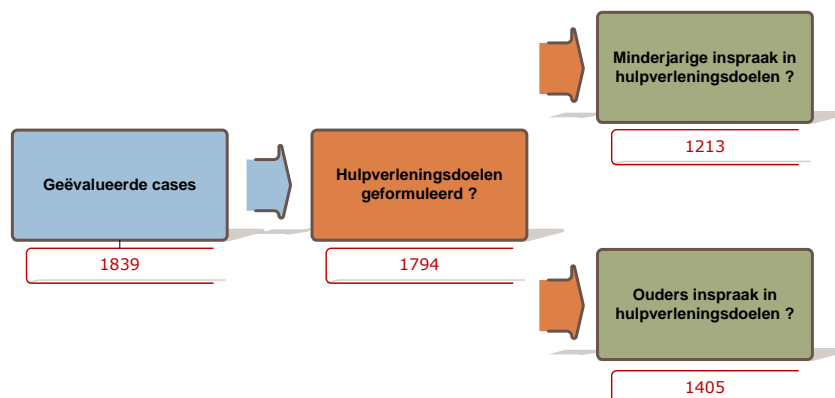 Minderjarige inspraak in
hulpverleningsdoelen ?
1213
Geëvalueerde cases
1839
Hulpverleningsdoelen
geformuleerd ?
1794
Ouders inspraak in
hulpverleningsdoelen ?
1405